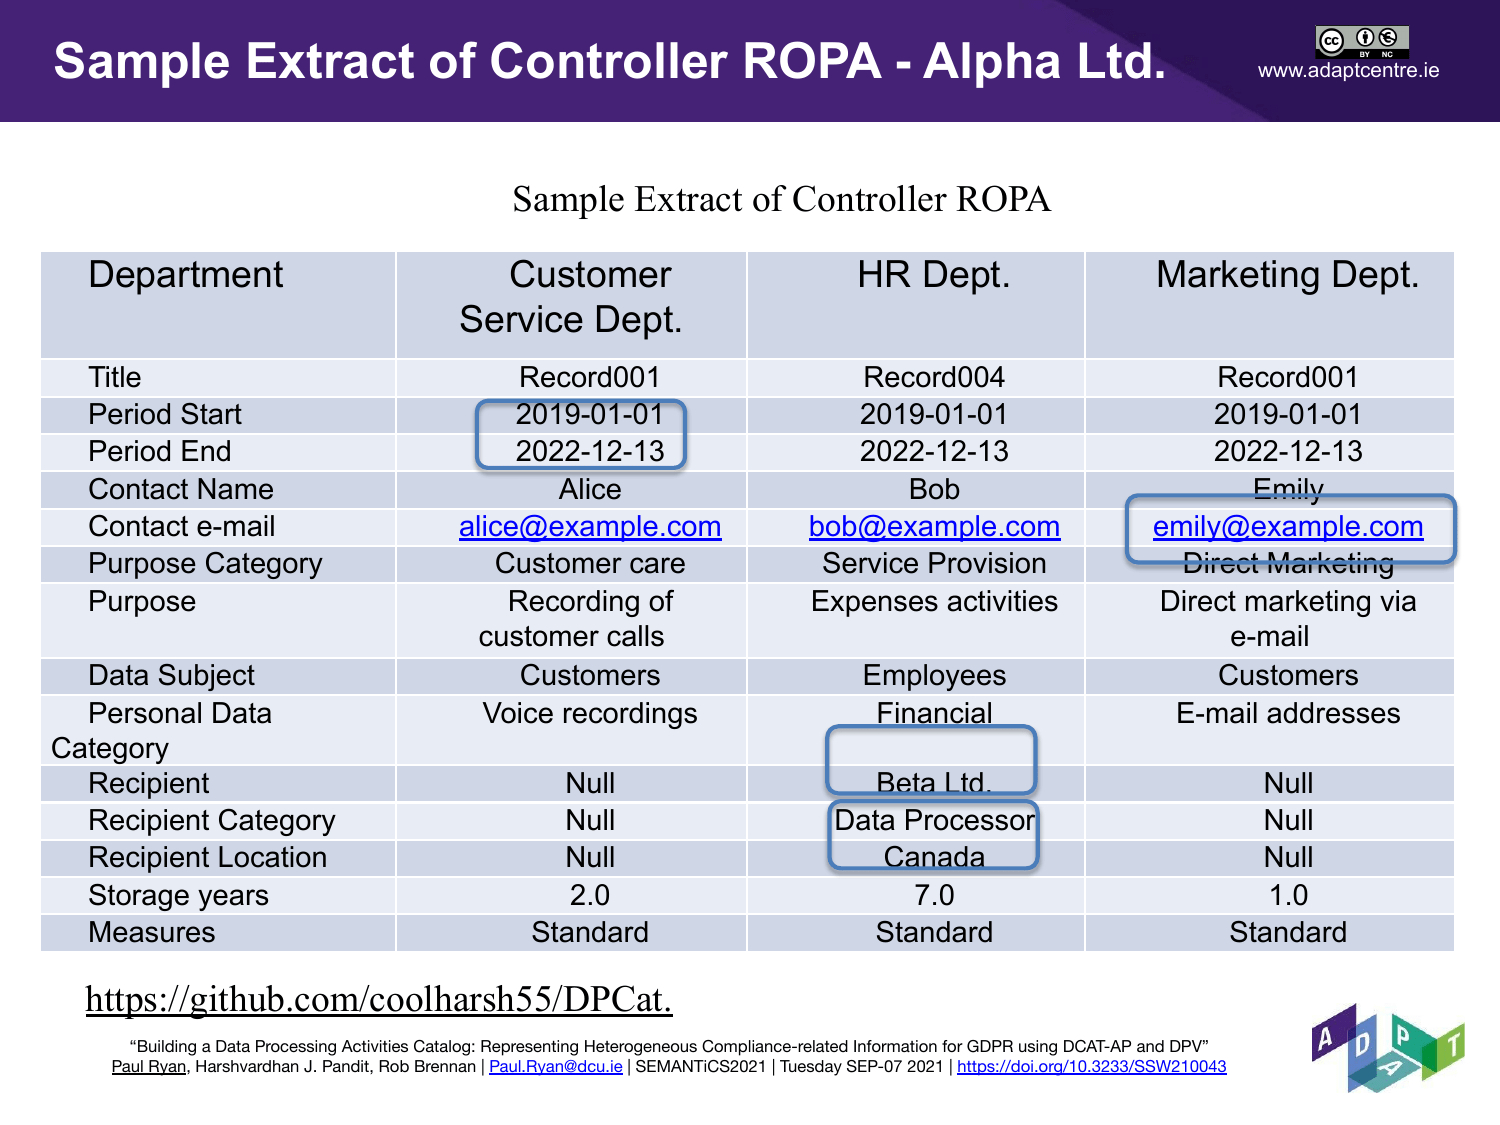 Sample Extract of Controller ROPA - Alpha Ltd.
cc BY NC
www.adaptcentre.ie
Sample Extract of Controller ROPA
Department Customer Service Dept. HR Dept. Marketing Dept.
Title Record001 Record004 Record001
Period Start 2019-01-01 2019-01-01 2019-01-01
Period End 2022-12-13 2022-12-13 2022-12-13
Contact Name Alice Bob Emily
Contact e-mail alice@example.com bob@example.com emily@example.com
Purpose Category Customer care Service Provision Direct Marketing
Purpose Recording of customer calls Expenses activities Direct marketing via e-mail
Data Subject Customers Employees Customers
Personal Data Category Voice recordings Financial E-mail addresses
Recipient Null Beta Ltd. Null
Recipient Category Null Data Processor Null
Recipient Location Null Canada Null
Storage years 2.0 7.0 1.0
Measures Standard Standard Standard
https://github.com/coolharsh55/DPCat.
“Building a Data Processing Activities Catalog: Representing Heterogeneous Compliance-related Information for GDPR using DCAT-AP and DPV”
Paul Ryan, Harshvardhan J. Pandit, Rob Brennan | Paul.Ryan@dcu.ie | SEMANTiCS2021 | Tuesday SEP-07 2021 | https://doi.org/10.3233/SSW210043
ADAPT